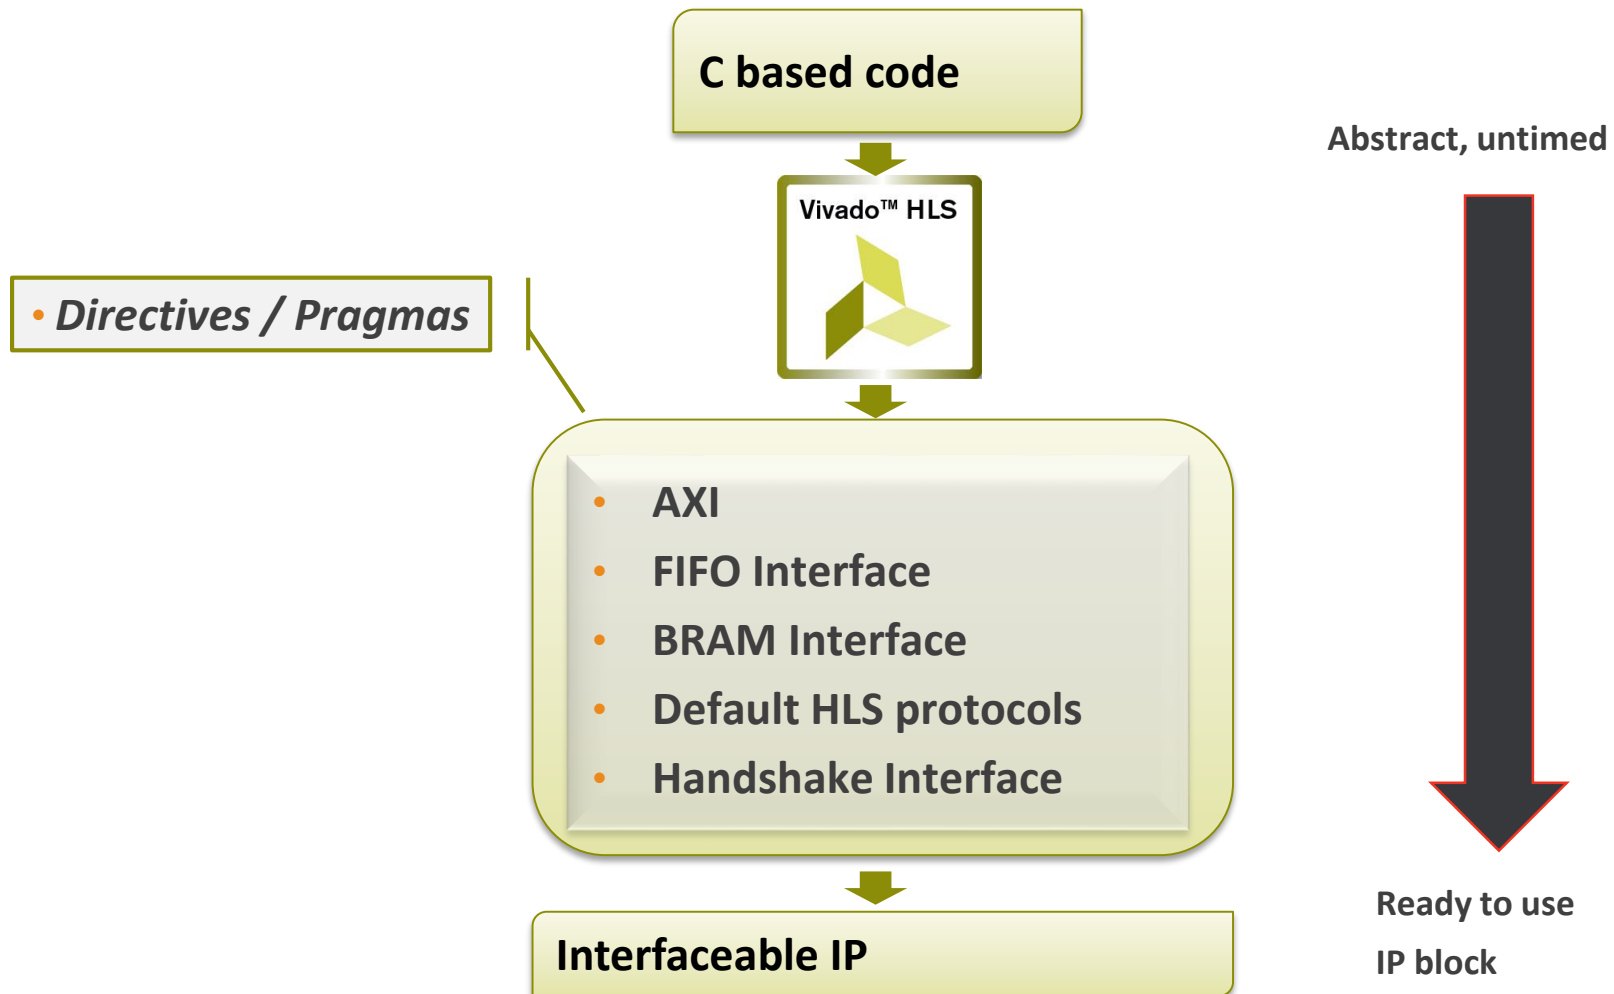 C based code
Abstract, untimed
Vivado™ HLS
• Directives / Pragmas
• AXI
• FIFO Interface
• BRAM Interface
• Default HLS protocols
• Handshake Interface
Ready to use
IP block
Interfaceable IP